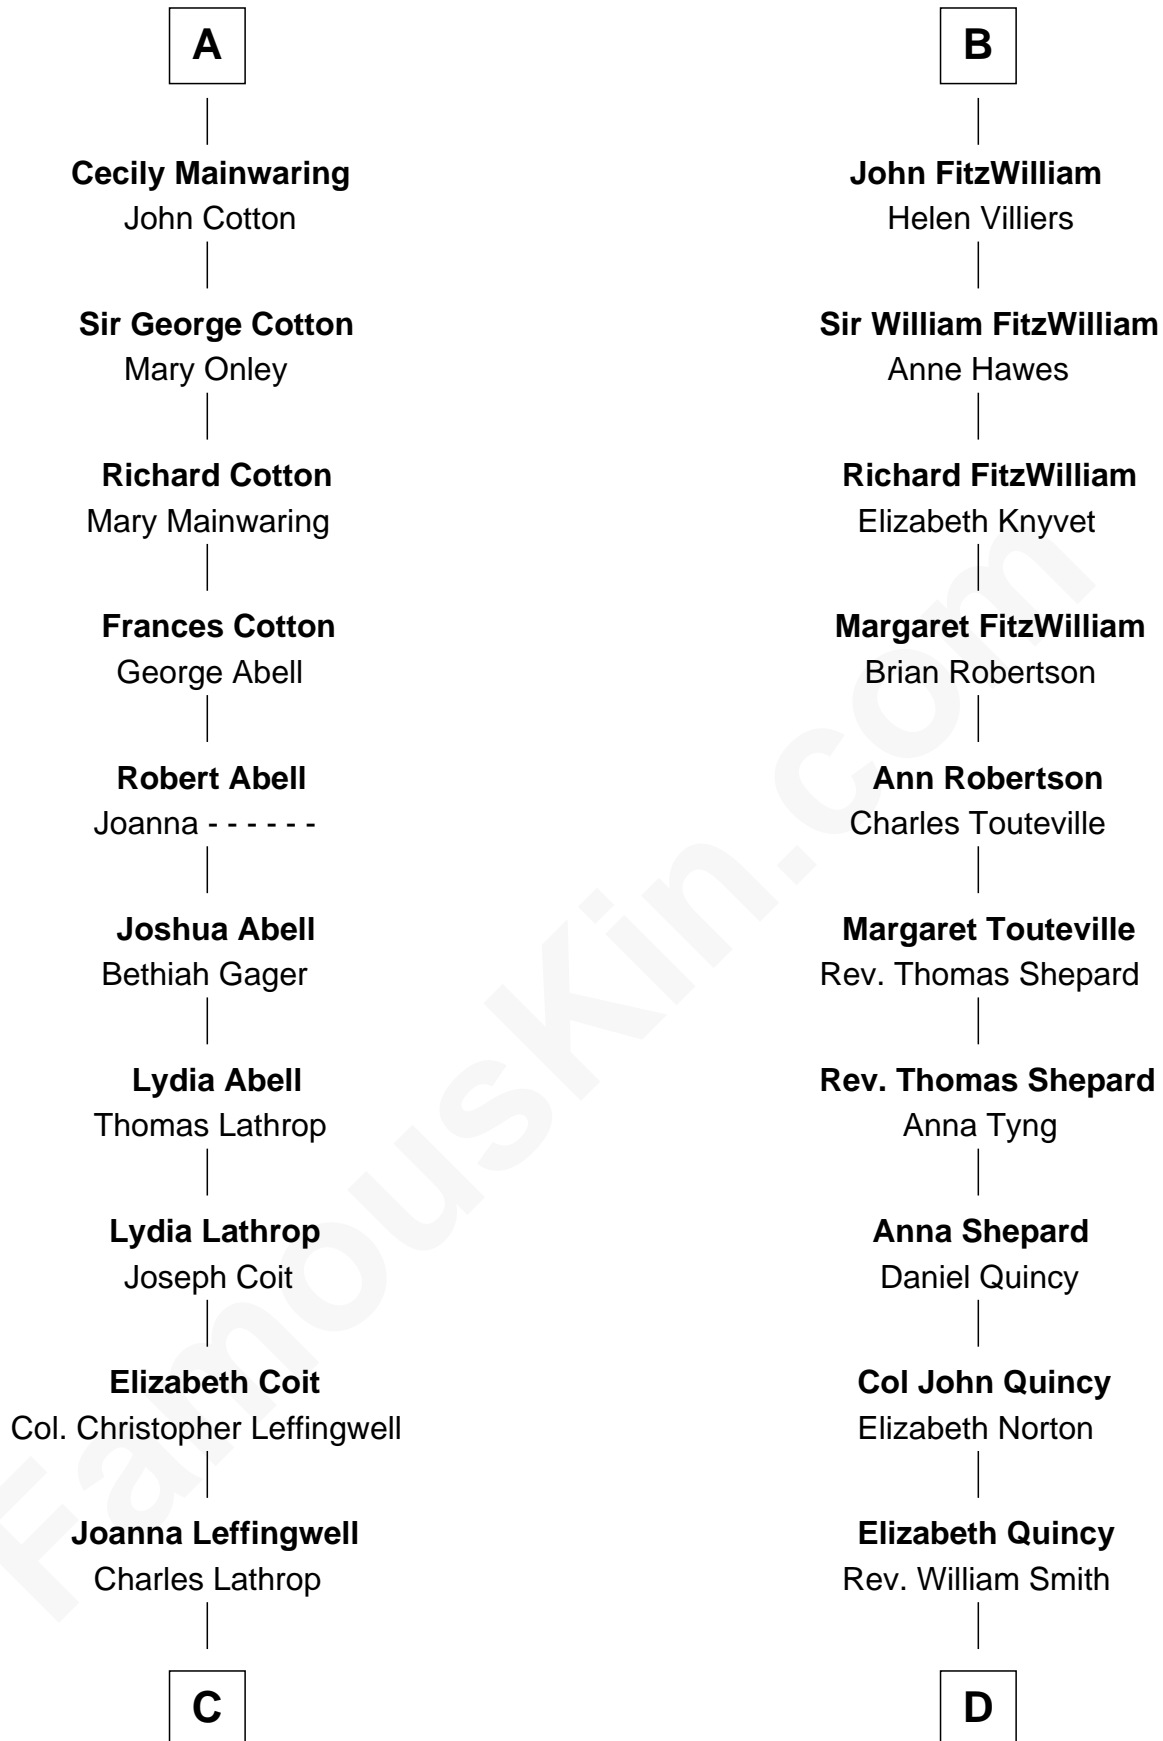 A
Cecily Mainwaring
John Cotton
Sir George Cotton
Mary Onley
Richard Cotton
Mary Mainwaring
Frances Cotton
George Abell
Robert Abell
Joanna - - - - - -
Joshua Abell
Bethiah Gager
Lydia Abell
Thomas Lathrop
Lydia Lathrop
Joseph Coit
Elizabeth Coit
Col. Christopher Leffingwell
Joanna Leffingwell
Charles Lathrop
C
B
John FitzWilliam
Helen Villiers
Sir William FitzWilliam
Anne Hawes
Richard FitzWilliam
Elizabeth Knyvet
Margaret FitzWilliam
Brian Robertson
Ann Robertson
Charles Touteville
Margaret Touteville
Rev. Thomas Shepard
Rev. Thomas Shepard
Anna Tyng
Anna Shepard
Daniel Quincy
Col John Quincy
Elizabeth Norton
Elizabeth Quincy
Rev. William Smith
D
FamousKin.com